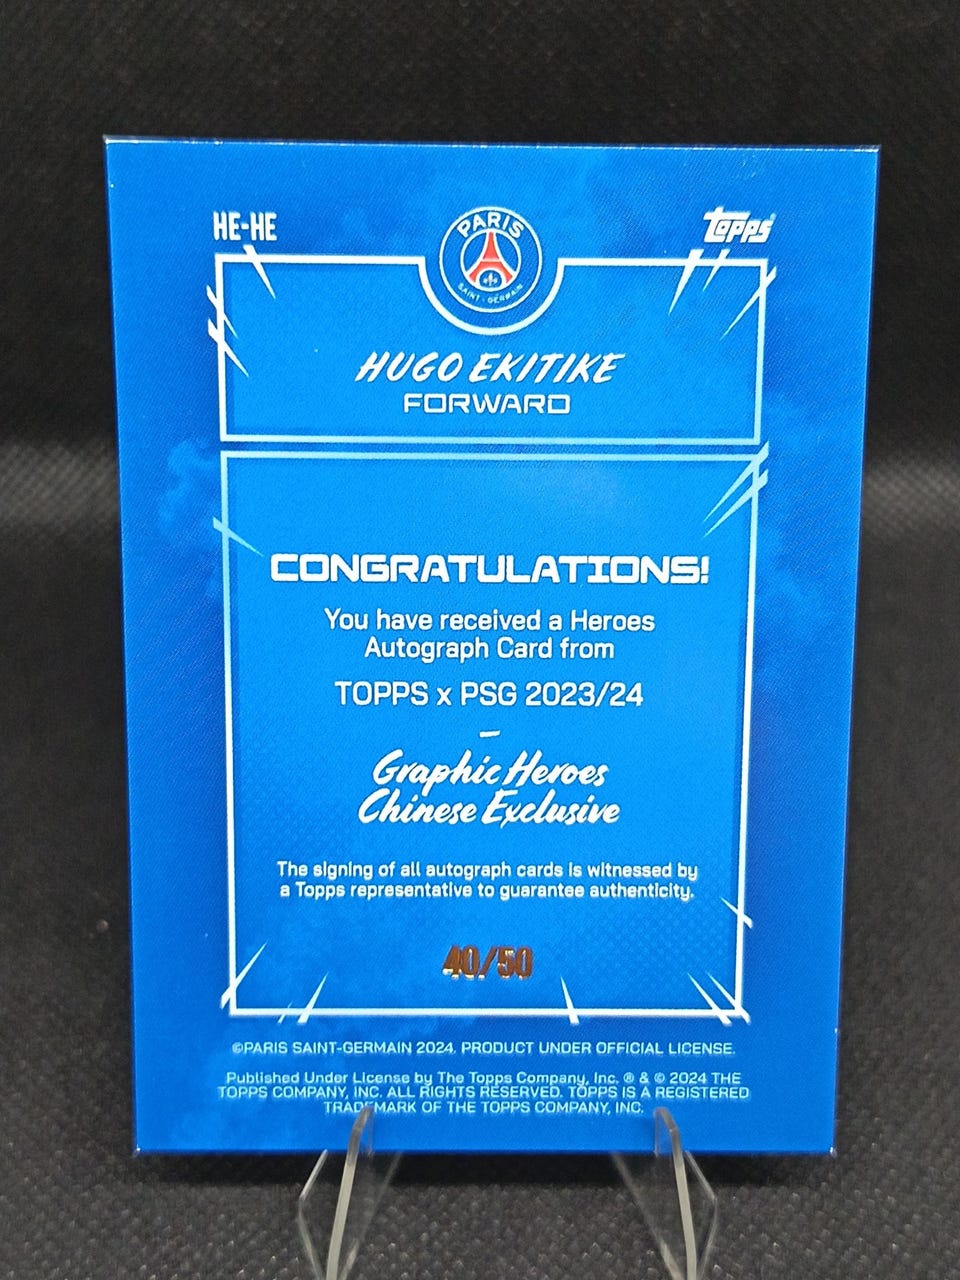 HE-HE
Topps
PARIS
SAINT-GERMAIN
HUGO EKITIKE
FORWARD
CONGRATULATIONS!
You have received a Heroes
Autograph Card from
TOPPS x PSG 2023/24
–
Graphic Heroes
Chinese Exclusive
The signing of all autograph cards is witnessed by
a Topps representative to guarantee authenticity.
40/50
©PARIS SAINT-GERMAIN 2024. PRODUCT UNDER OFFICIAL LICENSE.
Published Under License by The Topps Company, Inc. ® & © 2024 THE
TOPPS COMPANY, INC. ALL RIGHTS RESERVED. TOPPS IS A REGISTERED
TRADEMARK OF THE TOPPS COMPANY, INC.